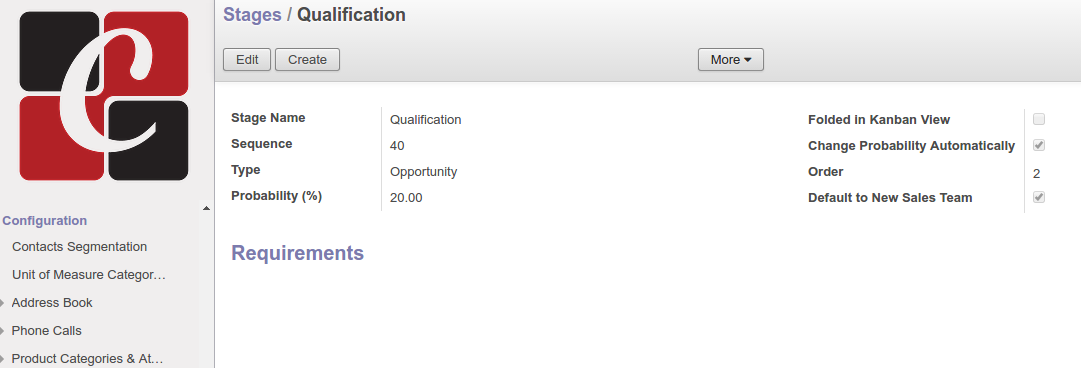 C
Stages / Qualification
Edit Create More
Stage Name Qualification
Sequence 40
Type Opportunity
Probability (%) 20.00
Folded in Kanban View
Change Probability Automatically
Order 2
Default to New Sales Team
Requirements
Configuration
Contacts Segmentation
Unit of Measure Categor...
Address Book
Phone Calls
Product Categories & At...